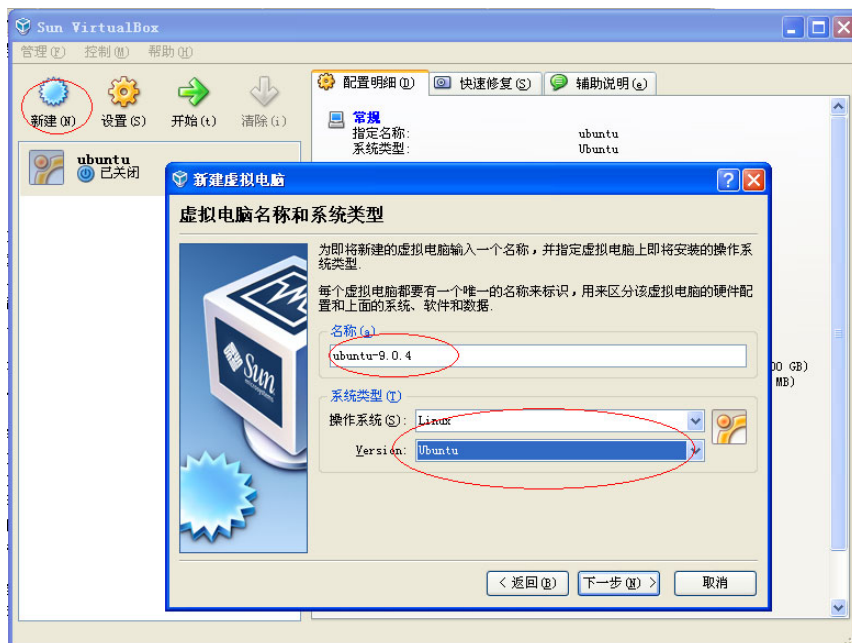 Sun VirtualBox
管理(F) 控制(M) 帮助(H)
新建(N) 设置(S) 开始(t) 清除(i)
配置明细(D) 快速修复(S) 辅助说明(e)
ubuntu
已关闭
常规
指定名称: ubuntu
系统类型: Ubuntu
新建虚拟电脑
虚拟电脑名称和系统类型
为即将新建的虚拟电脑输入一个名称，并指定虚拟电脑上即将安装的操作系
统类型.
每个虚拟电脑都要有一个唯一的名称来标识，用来区分该虚拟电脑的硬件配
置和上面的系统、软件和数据.
名称(a)
ubuntu-9.0.4
系统类型(T)
操作系统(S): Linux
Version: Ubuntu
Sun
microsystems
00 GB)
MB)
< 返回(B) 下一步(N) > 取消